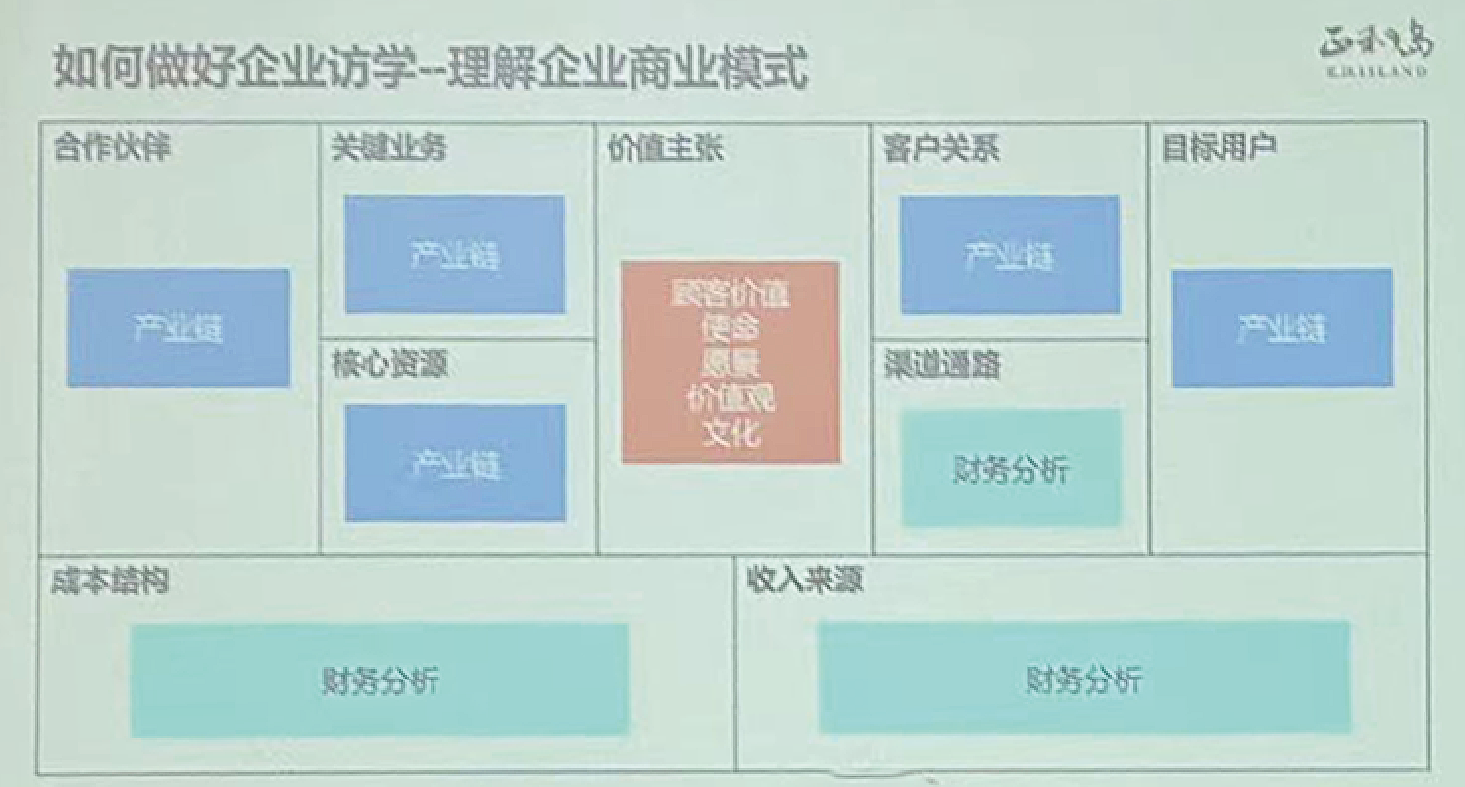 如何做好企业访学--理解企业商业模式
正和岛
合作伙伴
产业链
关键业务
产业链
核心资源
产业链
价值主张
顾客价值
使命
愿景
价值观
文化
客户关系
产业链
渠道通路
财务分析
目标用户
产业链
成本结构
财务分析
收入来源
财务分析